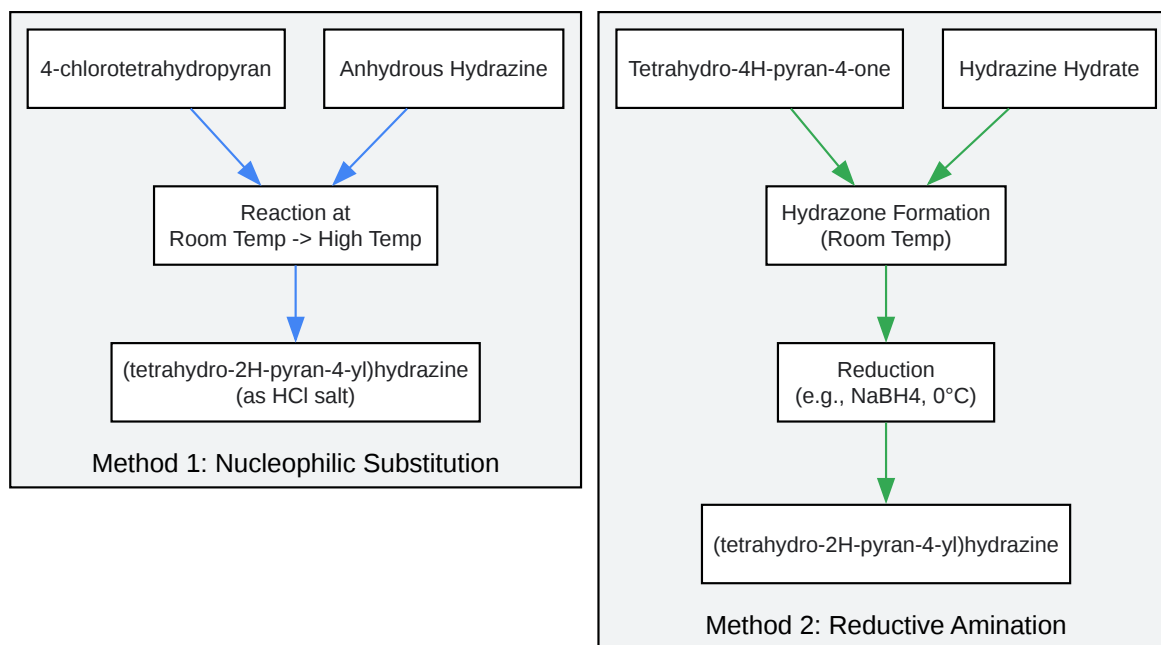 4-chlorotetrahydropyran
Anhydrous Hydrazine
Reaction at
Room Temp -> High Temp
(tetrahydro-2H-pyran-4-yl)hydrazine
(as HCl salt)
Method 1: Nucleophilic Substitution
Tetrahydro-4H-pyran-4-one
Hydrazine Hydrate
Hydrazone Formation
(Room Temp)
Reduction
(e.g., NaBH4, 0°C)
(tetrahydro-2H-pyran-4-yl)hydrazine
Method 2: Reductive Amination